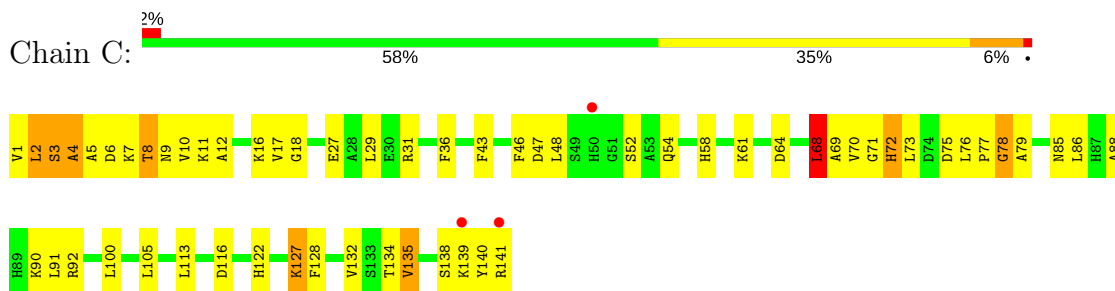 2%
Chain C:
58% 35% 6% •
V1 L2 S3 A4 A5 D6 K7 T8 N9 V10 K11 A12 K16 V17 G18 E27 A28 L29 E30 R31 F36 F43 F46 D47 L48 S49 H50 G51 S52 A53 Q54 H58 K61 D64 L68 A69 V70 G71 H72 L73 D74 D75 L76 P77 G78 A79 N85 L86 H87 A88
H89 K90 L91 R92 L100 L105 L113 D116 H122 K127 F128 V132 S133 T134 V135 S138 K139 Y140 R141